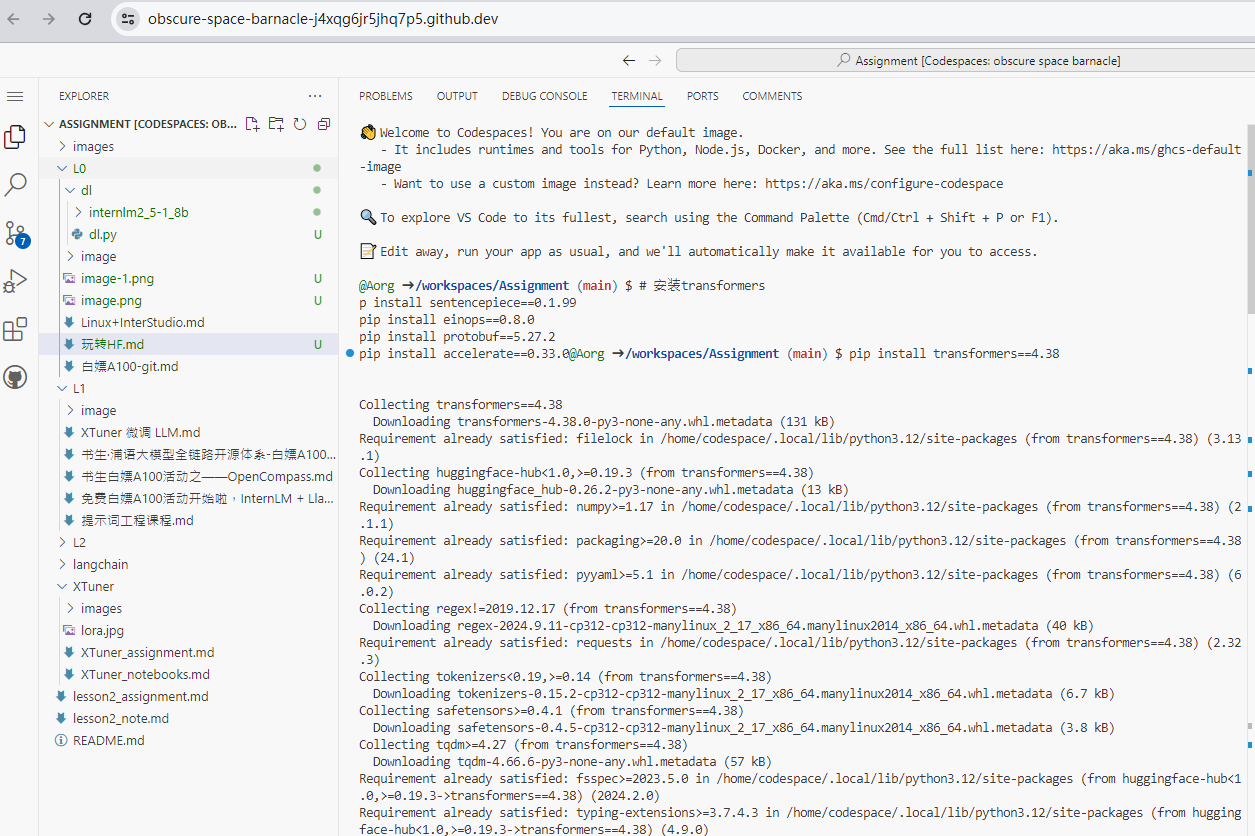 obscure-space-barnacle-j4xqg6jr5jhq7p5.github.dev
Assignment [Codespaces: obscure space barnacle]
EXPLORER
ASSIGNMENT [CODESPACES: OB...
images
L0
dl
internlm2_5-1_8b
dl.py U
image
image-1.png U
image.png U
Linux+InterStudio.md
玩转HF.md U
白嫖A100-git.md
L1
image
XTuner 微调 LLM.md
书生·浦语大模型全链路开源体系-白嫖A100...
书生白嫖A100活动之——OpenCompass.md
免费白嫖A100活动开始啦，InternLM + Lla...
提示词工程课程.md
L2
langchain
XTuner
images
lora.jpg
XTuner_assignment.md
XTuner_notebooks.md
lesson2_assignment.md
lesson2_note.md
README.md
7
PROBLEMS OUTPUT DEBUG CONSOLE TERMINAL PORTS COMMENTS
👋 Welcome to Codespaces! You are on our default image.
- It includes runtimes and tools for Python, Node.js, Docker, and more. See the full list here: https://aka.ms/ghcs-default
-image
- Want to use a custom image instead? Learn more here: https://aka.ms/configure-codespace
🔍 To explore VS Code to its fullest, search using the Command Palette (Cmd/Ctrl + Shift + P or F1).
📝 Edit away, run your app as usual, and we'll automatically make it available for you to access.
@Aorg ➜/workspaces/Assignment (main) $ # 安装transformers
p install sentencepiece==0.1.99
pip install einops==0.8.0
pip install protobuf==5.27.2
pip install accelerate==0.33.0@Aorg ➜/workspaces/Assignment (main) $ pip install transformers==4.38
Collecting transformers==4.38
Downloading transformers-4.38.0-py3-none-any.whl.metadata (131 kB)
Requirement already satisfied: filelock in /home/codespace/.local/lib/python3.12/site-packages (from transformers==4.38) (3.13
.1)
Collecting huggingface-hub<1.0,>=0.19.3 (from transformers==4.38)
Downloading huggingface_hub-0.26.2-py3-none-any.whl.metadata (13 kB)
Requirement already satisfied: numpy>=1.17 in /home/codespace/.local/lib/python3.12/site-packages (from transformers==4.38) (2
.1.1)
Requirement already satisfied: packaging>=20.0 in /home/codespace/.local/lib/python3.12/site-packages (from transformers==4.38
) (24.1)
Requirement already satisfied: pyyaml>=5.1 in /home/codespace/.local/lib/python3.12/site-packages (from transformers==4.38) (6
.0.2)
Collecting regex!=2019.12.17 (from transformers==4.38)
Downloading regex-2024.9.11-cp312-cp312-manylinux_2_17_x86_64.manylinux2014_x86_64.whl.metadata (40 kB)
Requirement already satisfied: requests in /home/codespace/.local/lib/python3.12/site-packages (from transformers==4.38) (2.32
.3)
Collecting tokenizers<0.19,>=0.14 (from transformers==4.38)
Downloading tokenizers-0.15.2-cp312-cp312-manylinux_2_17_x86_64.manylinux2014_x86_64.whl.metadata (6.7 kB)
Collecting safetensors>=0.4.1 (from transformers==4.38)
Downloading safetensors-0.4.5-cp312-cp312-manylinux_2_17_x86_64.manylinux2014_x86_64.whl.metadata (3.8 kB)
Collecting tqdm>=4.27 (from transformers==4.38)
Downloading tqdm-4.66.6-py3-none-any.whl.metadata (57 kB)
Requirement already satisfied: fsspec>=2023.5.0 in /home/codespace/.local/lib/python3.12/site-packages (from huggingface-hub<1
.0,>=0.19.3->transformers==4.38) (2024.2.0)
Requirement already satisfied: typing-extensions>=3.7.4.3 in /home/codespace/.local/lib/python3.12/site-packages (from hugging
face-hub<1.0,>=0.19.3->transformers==4.38) (4.9.0)